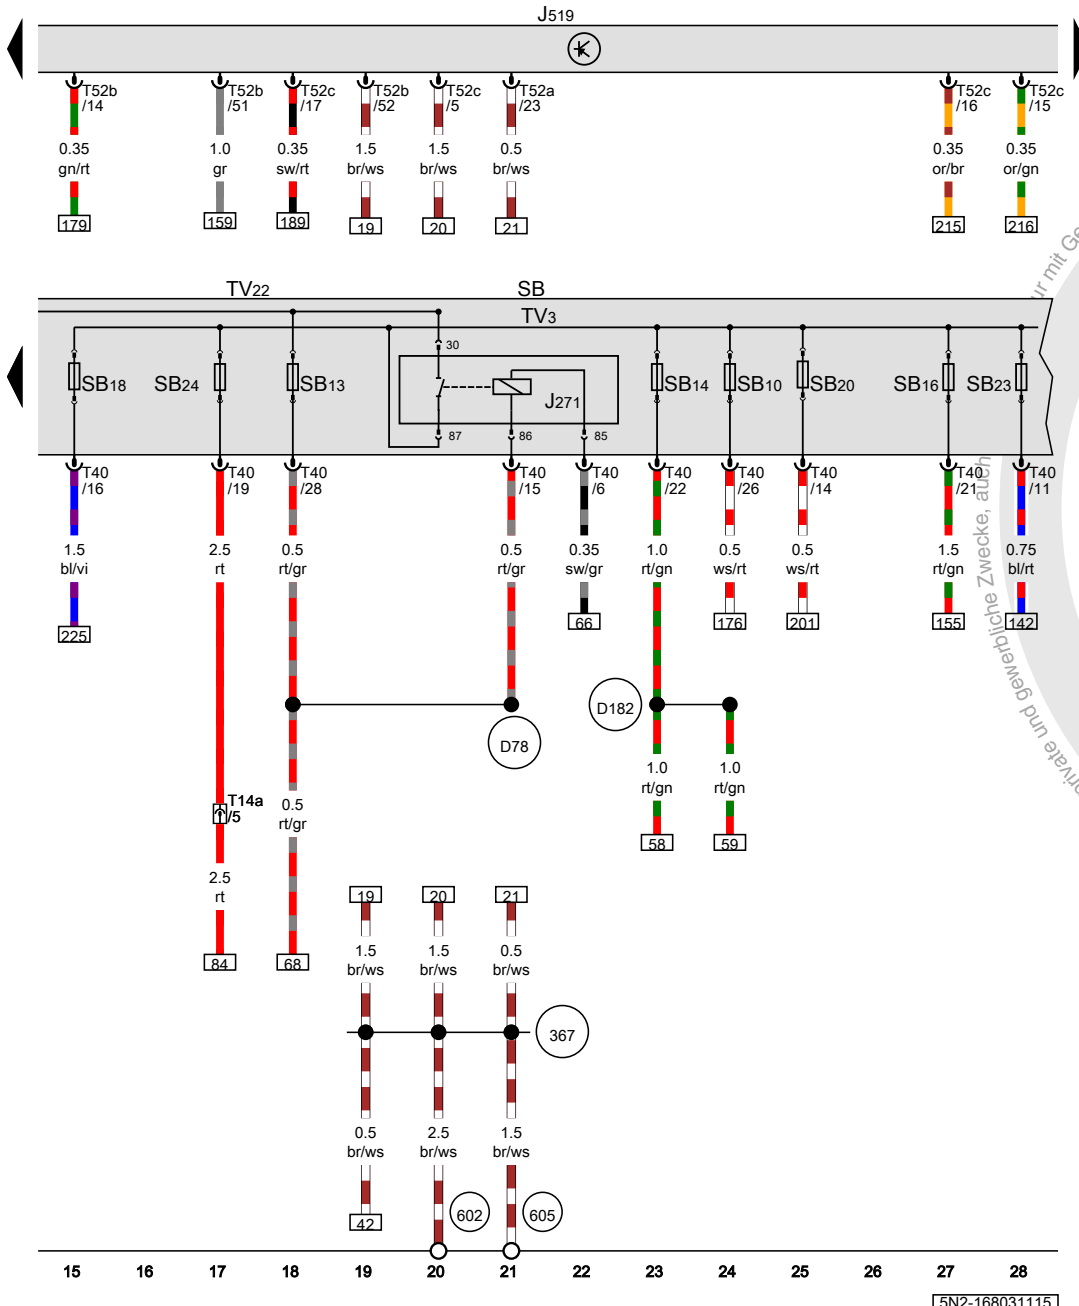 J519
T52b T52b T52c T52b T52c T52a T52c T52c
/14 /51 /17 /52 /5 /23 /16 /15
0.35 1.0 0.35 1.5 1.5 0.5 0.35 0.35
gn/rt gr sw/rt br/ws br/ws br/ws or/br or/gn
179 159 189 19 20 21 215 216
TV22 SB
TV3
30
SB18 SB24 SB13 J271 SB14 SB10 SB20 SB16 SB23
87 86 85
T40 T40 T40 T40 T40 T40 T40 T40 T40 T40
/16 /19 /28 /15 /6 /22 /26 /14 /21 /11
1.5 2.5 0.5 0.5 0.35 1.0 0.5 0.5 1.5 0.75
bl/vi rt rt/gr rt/gr sw/gr rt/gn ws/rt ws/rt rt/gn bl/rt
225 66 176 201 155 142
D182
D78
1.0 1.0
rt/gn rt/gn
T14a
/5
0.5
rt/gr
58 59
2.5
rt
19 20 21
1.5 1.5 0.5
br/ws br/ws br/ws
84 68
367
0.5 2.5 1.5
br/ws br/ws br/ws
42 602 605
15 16 17 18 19 20 21 22 23 24 25 26 27 28
5N2-168031115
ur mit Ge
private und gewerbliche Zwecke, auch